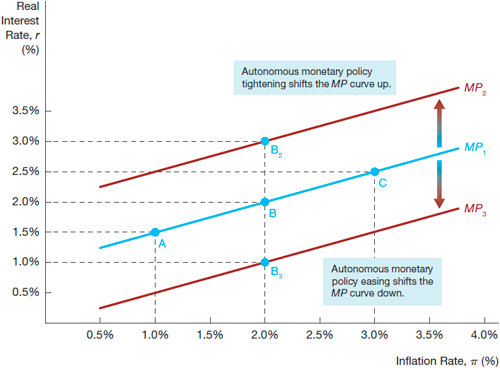 Real
Interest
Rate, r
(%)
Autonomous monetary policy
tightening shifts the MP curve up.
MP2
3.5%
3.0%
B2
MP1
2.5%
C
2.0%
B
MP3
1.5%
A
1.0%
B3
Autonomous monetary
policy easing shifts the
MP curve down.
0.5%
0.5% 1.0% 1.5% 2.0% 2.5% 3.0% 3.5% 4.0%
Inflation Rate, π (%)